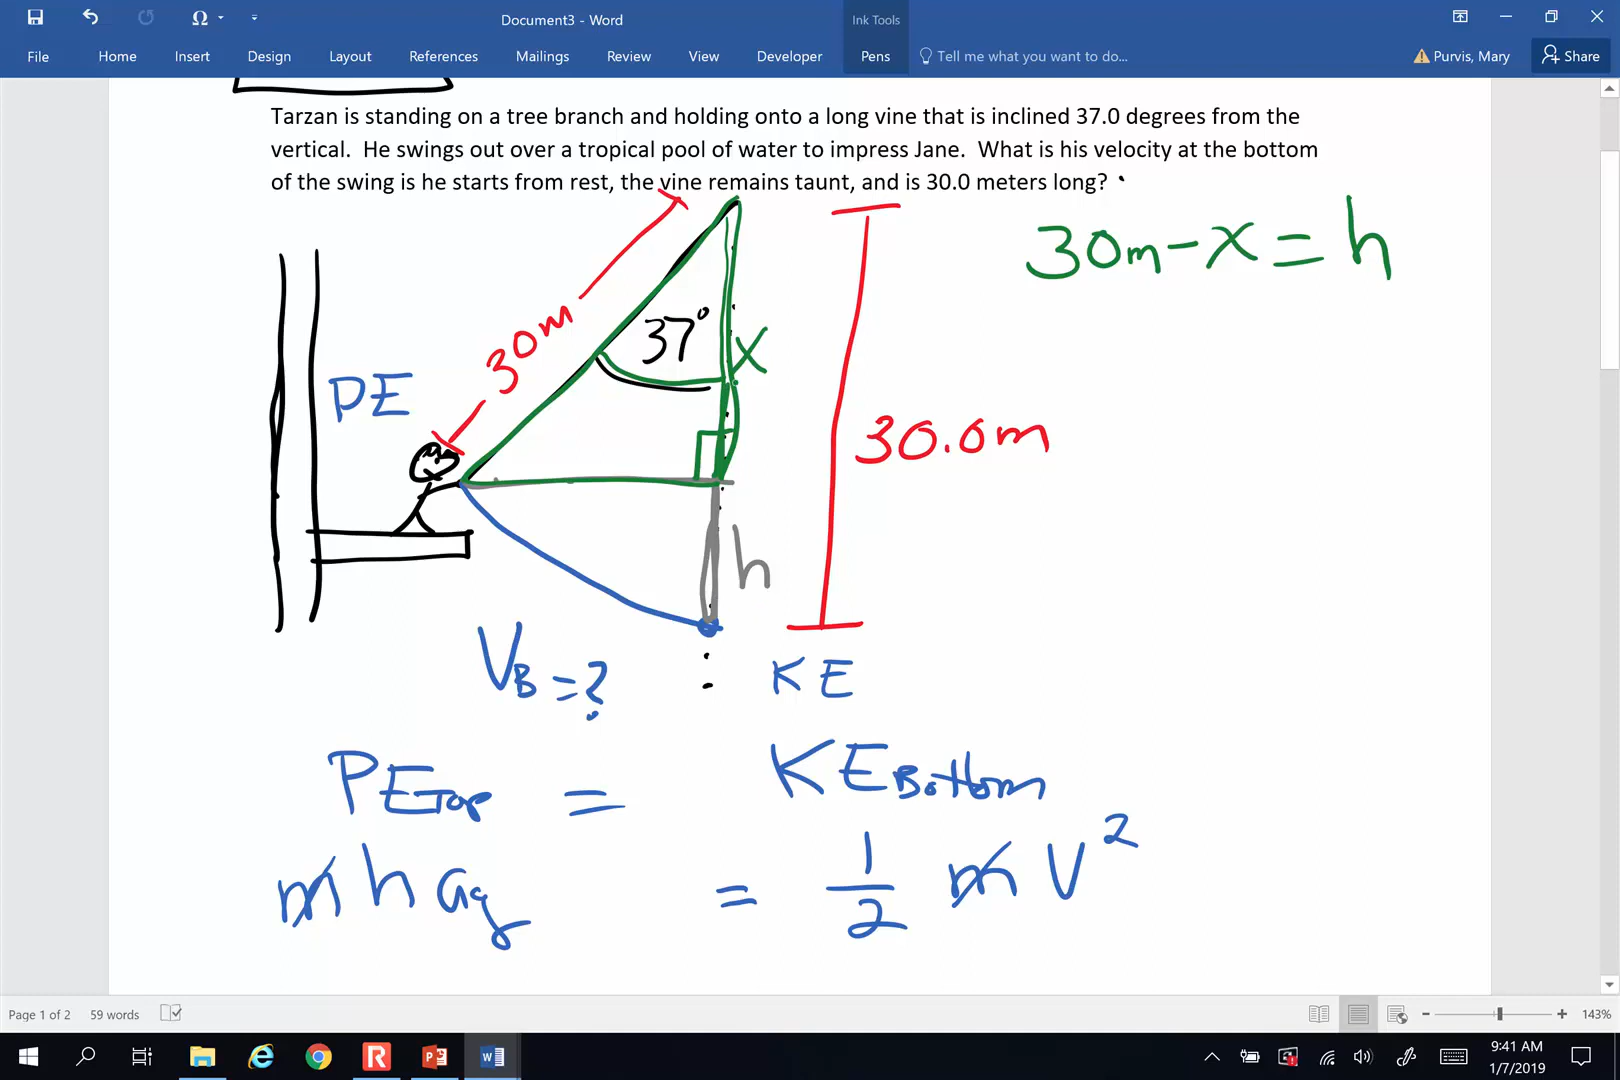 Document3 - Word
Ink Tools
File Home Insert Design Layout References Mailings Review View Developer Pens Tell me what you want to do... Purvis, Mary Share
Tarzan is standing on a tree branch and holding onto a long vine that is inclined 37.0 degrees from the
vertical. He swings out over a tropical pool of water to impress Jane. What is his velocity at the bottom
of the swing is he starts from rest, the vine remains taunt, and is 30.0 meters long?
30m - x = h
30m
37°
x
PE
30.0m
h
VB = ?
KE
PETop = KEBottom
m h ag = 1/2 m V²
Page 1 of 2 59 words 143%
9:41 AM
1/7/2019